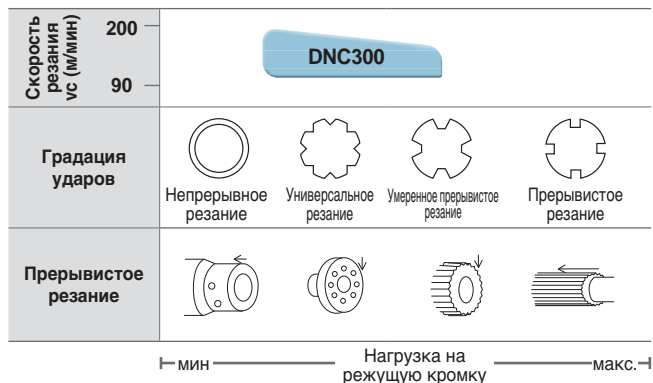 Скорость
резания
vc (м/мин)
200
90
DNC300
Градация
ударов
Непрерывное
резание
Универсальное
резание
Умеренное прерывистое
резание
Прерывистое
резание
Прерывистое
резание
мин
Нагрузка на
режущую кромку
макс.